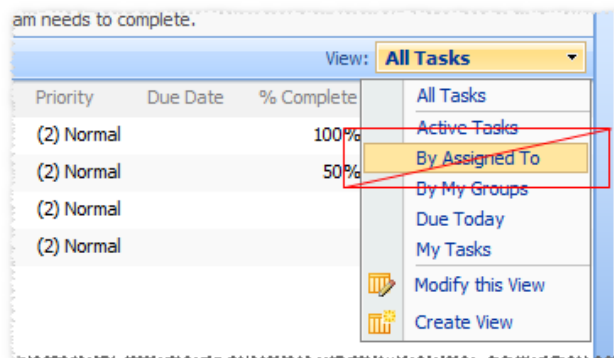 am needs to complete.
View: All Tasks
Priority Due Date % Complete
(2) Normal 100%
(2) Normal 50%
(2) Normal
(2) Normal
All Tasks
Active Tasks
By Assigned To
By My Groups
Due Today
My Tasks
Modify this View
Create View